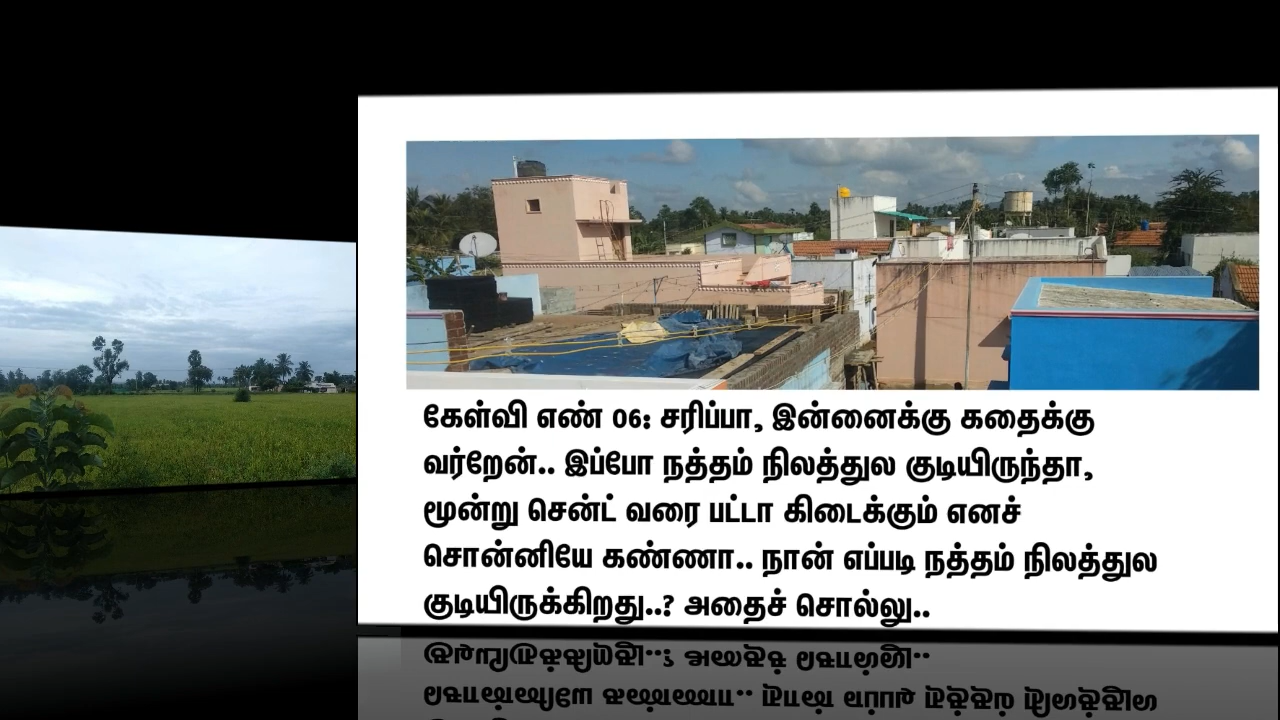 கேள்வி எண் 06: சரிப்பா, இன்னைக்கு கதைக்கு
வர்றேன்.. இப்போ நத்தம் நிலத்துல குடியிருந்தா,
மூன்று சென்ட் வரை பட்டா கிடைக்கும் எனச்
சொன்னியே கண்ணா.. நான் எப்படி நத்தம் நிலத்துல
குடியிருக்கிறது..? அதைச் சொல்லு..